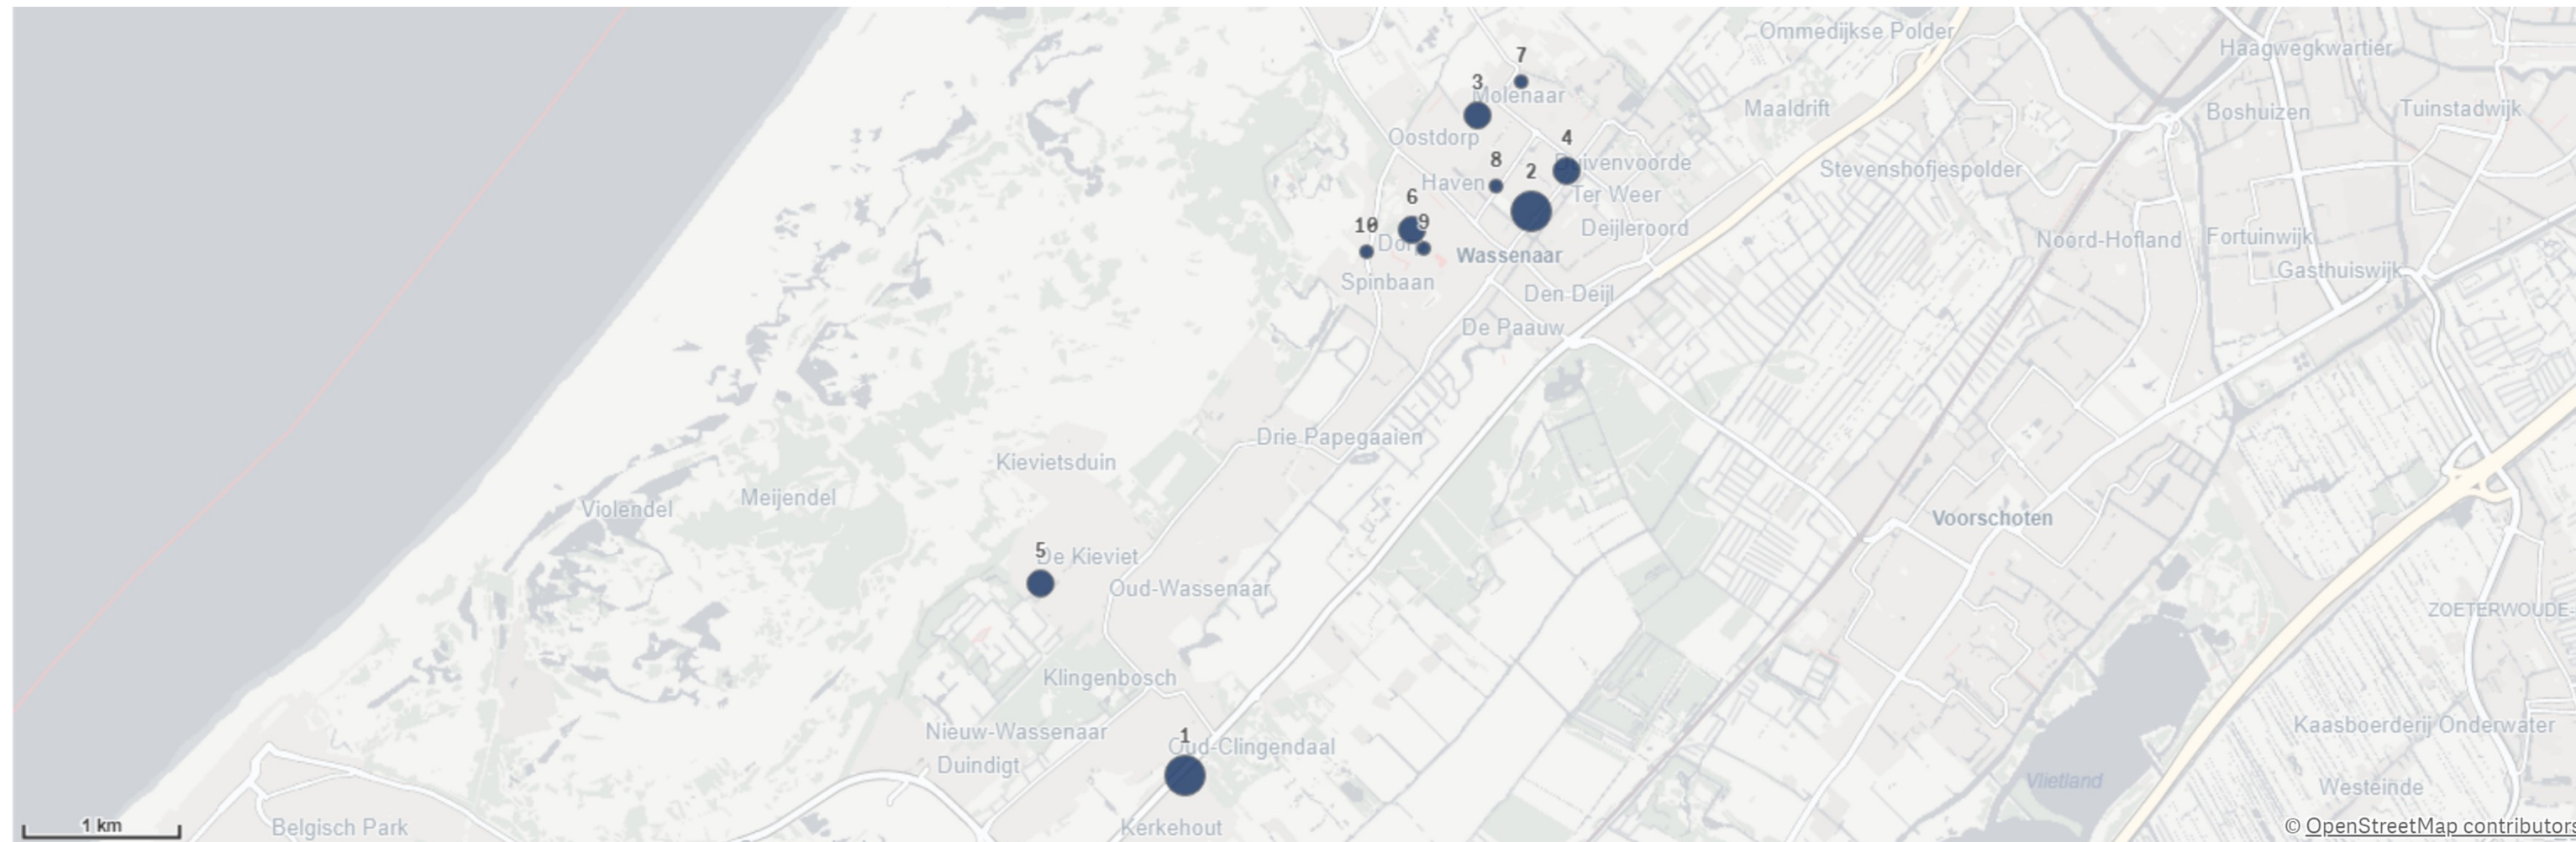 Ommedijkse Polder
Haagwegkwartier
7
3
Molenaar
Maaldrift
Boshuizen
Tuinstadwijk
Oostdorp
4
8
2
Duivenvoorde
Stevenshofjespolder
Haven
6
Ter Weer
10
9
Deijleroord
Dorp
Wassenaar
Noord-Hofland
Fortuinwijk
Gasthuiswijk
Spinbaan
Den Deijl
De Paauw
Drie Papegaaien
Kievietsduin
Meijendel
Violendel
Voorschoten
5
De Kieviet
Oud-Wassenaar
ZOETERWOUDE-
Klingenbosch
Nieuw-Wassenaar
1
Oud-Clingendaal
Kaasboerderij Onderwater
Duindigt
Vlietland
Westeinde
1 km
Belgisch Park
Kerkehout
© OpenStreetMap contributors